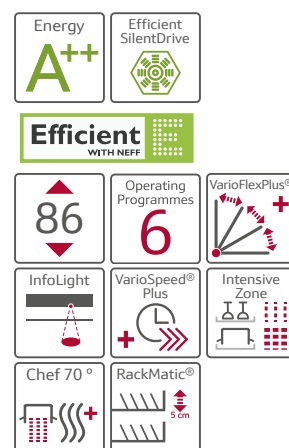 Energy
A++
Efficient
SilentDrive
Efficient E
WITH NEFF
86
Operating
Programmes
6
VarioFlexPlus®
+
InfoLight
VarioSpeed®
Plus
+
Intensive
Zone
Chef 70 º
+
RackMatic®
5 cm